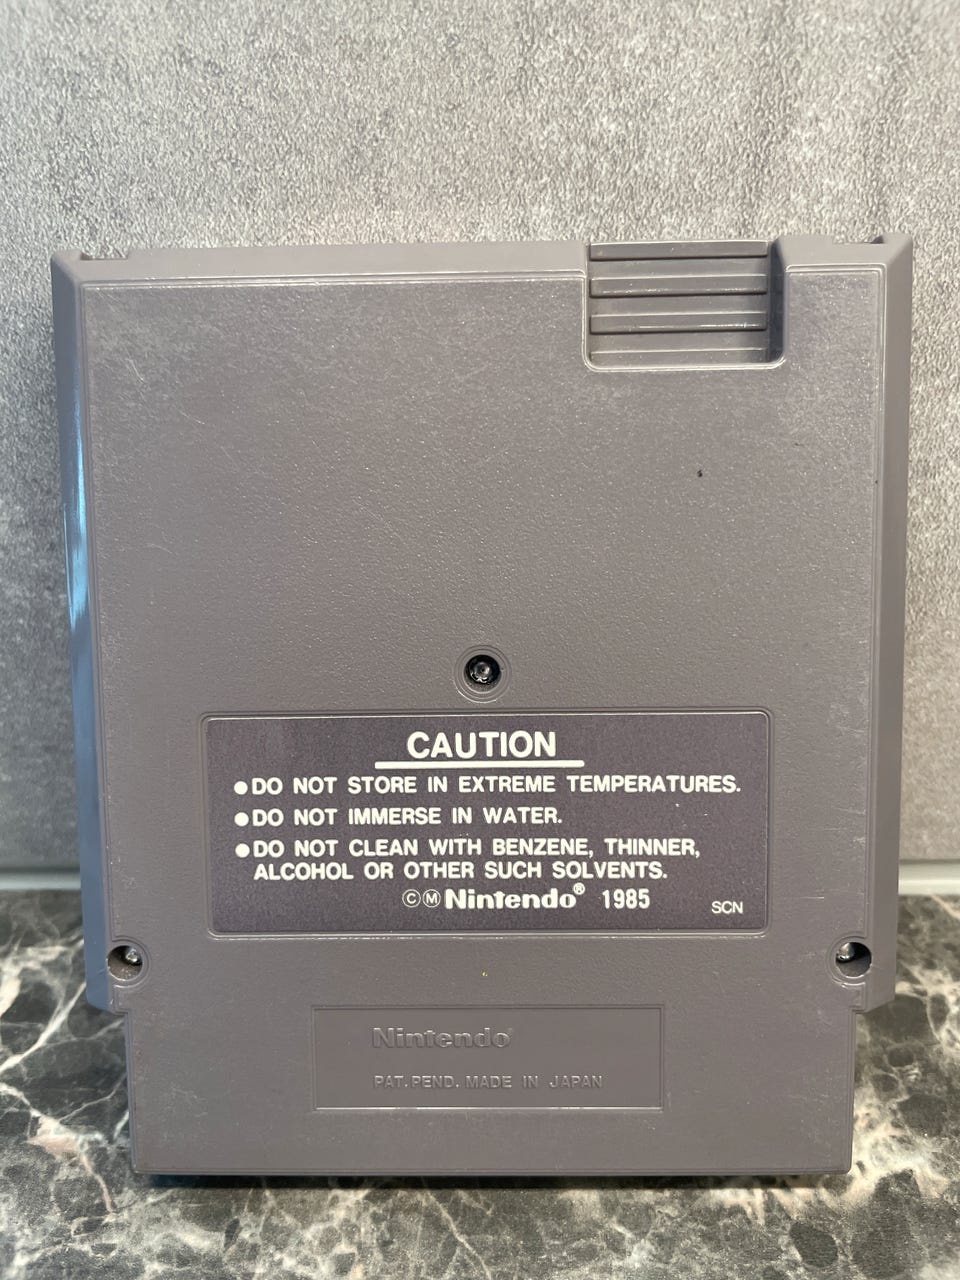 CAUTION
●DO NOT STORE IN EXTREME TEMPERATURES.
●DO NOT IMMERSE IN WATER.
●DO NOT CLEAN WITH BENZENE, THINNER,
ALCOHOL OR OTHER SUCH SOLVENTS.
ⒸⓂNintendo® 1985
SCN
Nintendo®
PAT. PEND. MADE IN JAPAN